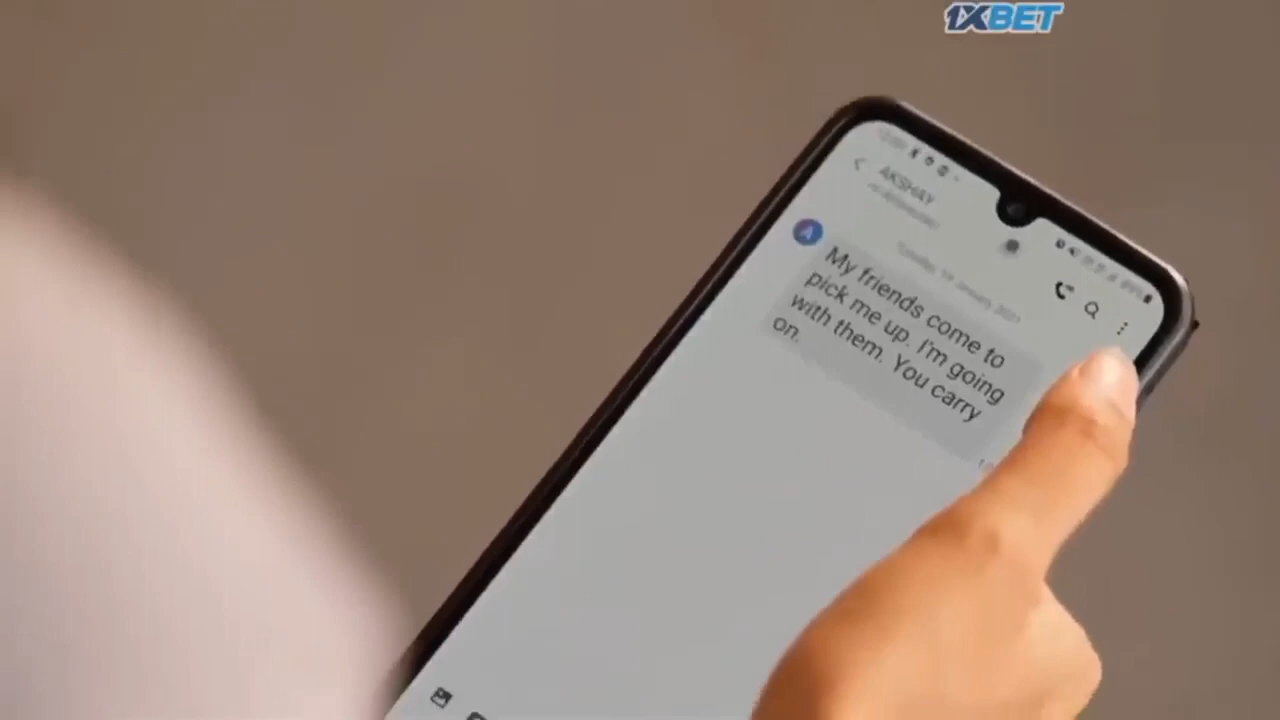 1XBET
AKSHAY
A
My friends come to
pick me up. I'm going
with them. You carry
on.